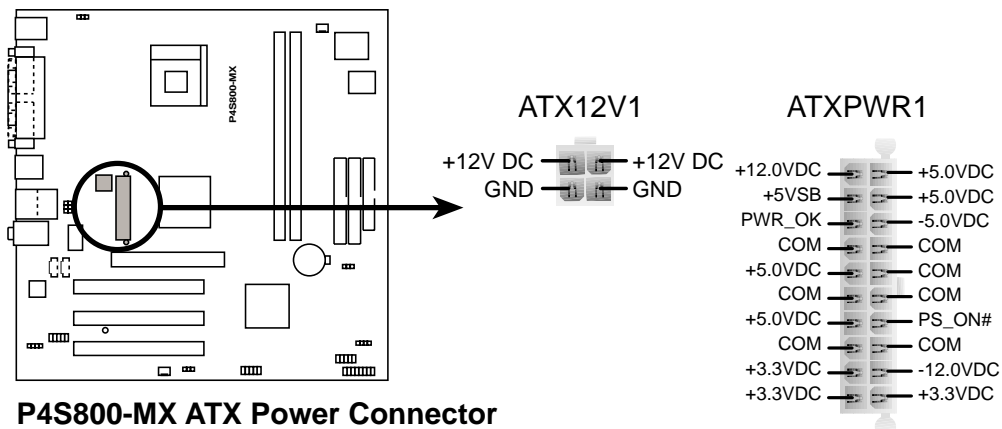 P4S800-MX
ATX12V1
+12V DC +12V DC
GND GND
ATXPWR1
+12.0VDC +5.0VDC
+5VSB +5.0VDC
PWR_OK -5.0VDC
COM COM
+5.0VDC COM
COM COM
+5.0VDC PS_ON#
COM COM
+3.3VDC -12.0VDC
+3.3VDC +3.3VDC
P4S800-MX ATX Power Connector